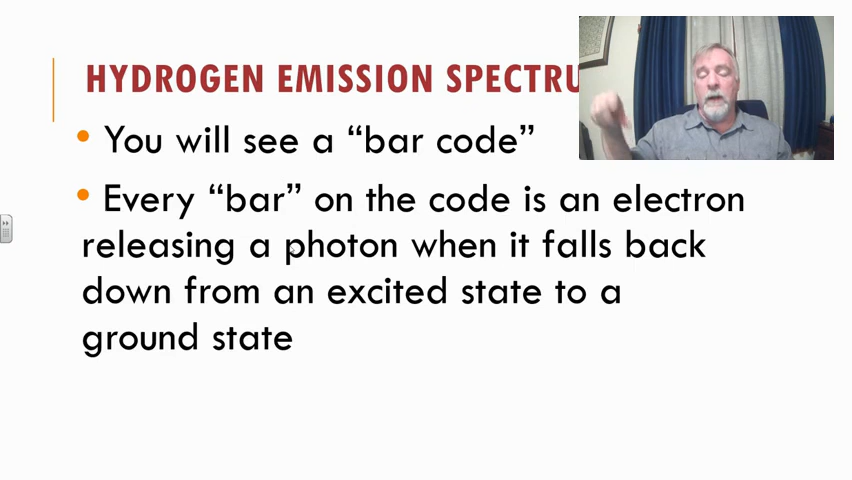 HYDROGEN EMISSION
• You will see a “bar code”
• Every “bar” on the code is an electron
releasing a photon when it falls back
down from an excited state to a
ground state